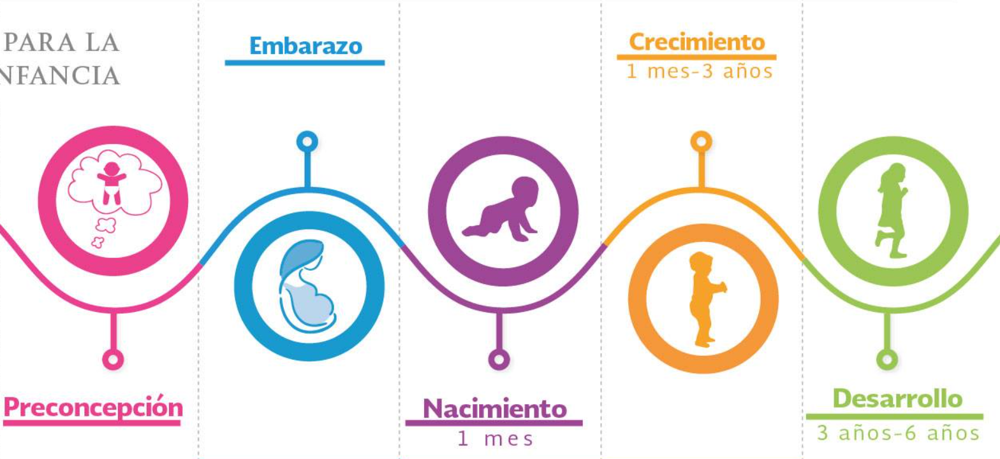 PARA LA
NFANCIA
Preconcepción
Embarazo
Nacimiento
1 mes
Crecimiento
1 mes-3 años
Desarrollo
3 años-6 años